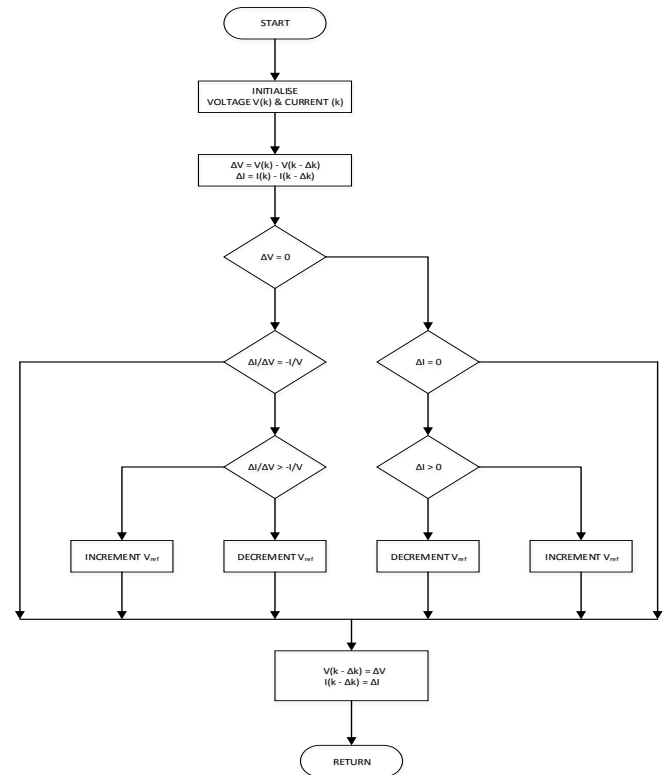 START
INITIALISE
VOLTAGE V(k) & CURRENT (k)
ΔV = V(k) - V(k - Δk)
ΔI = I(k) - I(k - Δk)
ΔV = 0
ΔI/ΔV = -I/V
ΔI = 0
ΔI/ΔV > -I/V
ΔI > 0
INCREMENT Vref
DECREMENT Vref
DECREMENT Vref
INCREMENT Vref
V(k - Δk) = ΔV
I(k - Δk) = ΔI
RETURN